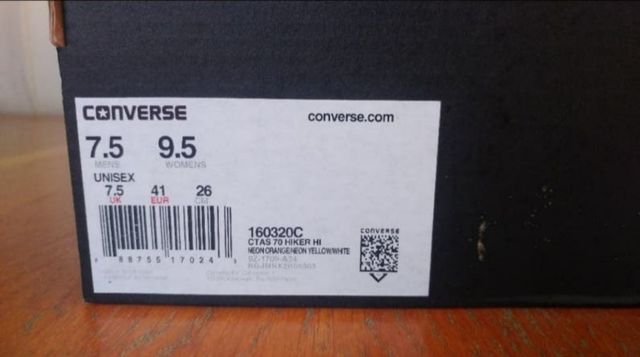 CONVERSE
converse.com
7.5 9.5
MENS WOMENS
UNISEX
7.5 41 26
UK EUR CM
88755 17024
160320C
CTAS 70 HIKER HI
NEON ORANGE/NEON YELLOW/WHITE
CONVERSE